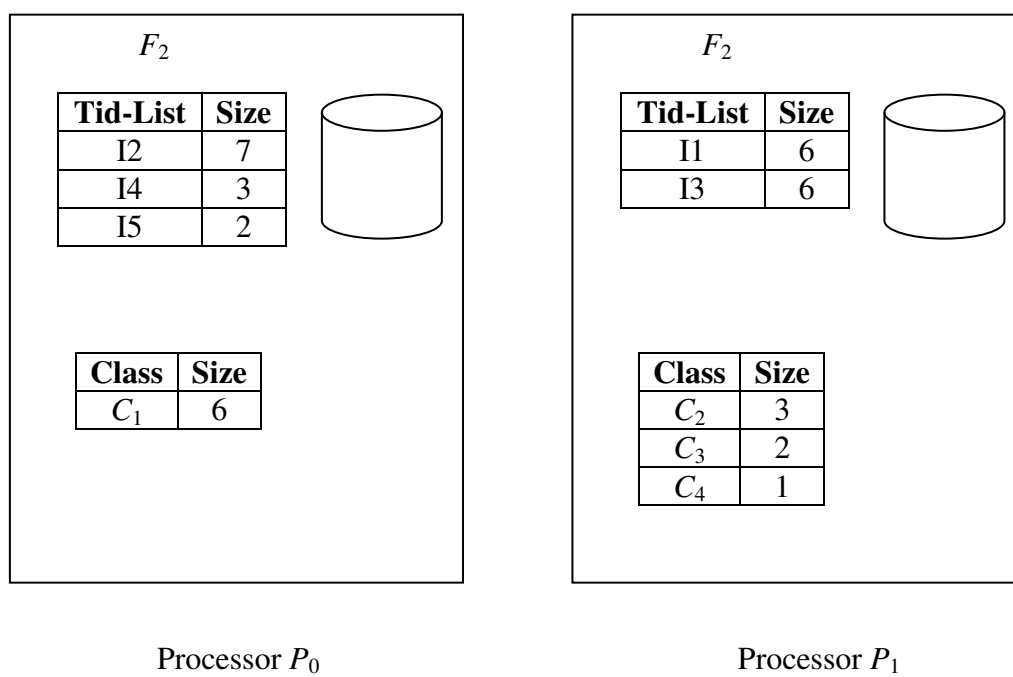 F2
Tid-List Size
I2 7
I4 3
I5 2
Class Size
C1 6
Processor P0
F2
Tid-List Size
I1 6
I3 6
Class Size
C2 3
C3 2
C4 1
Processor P1